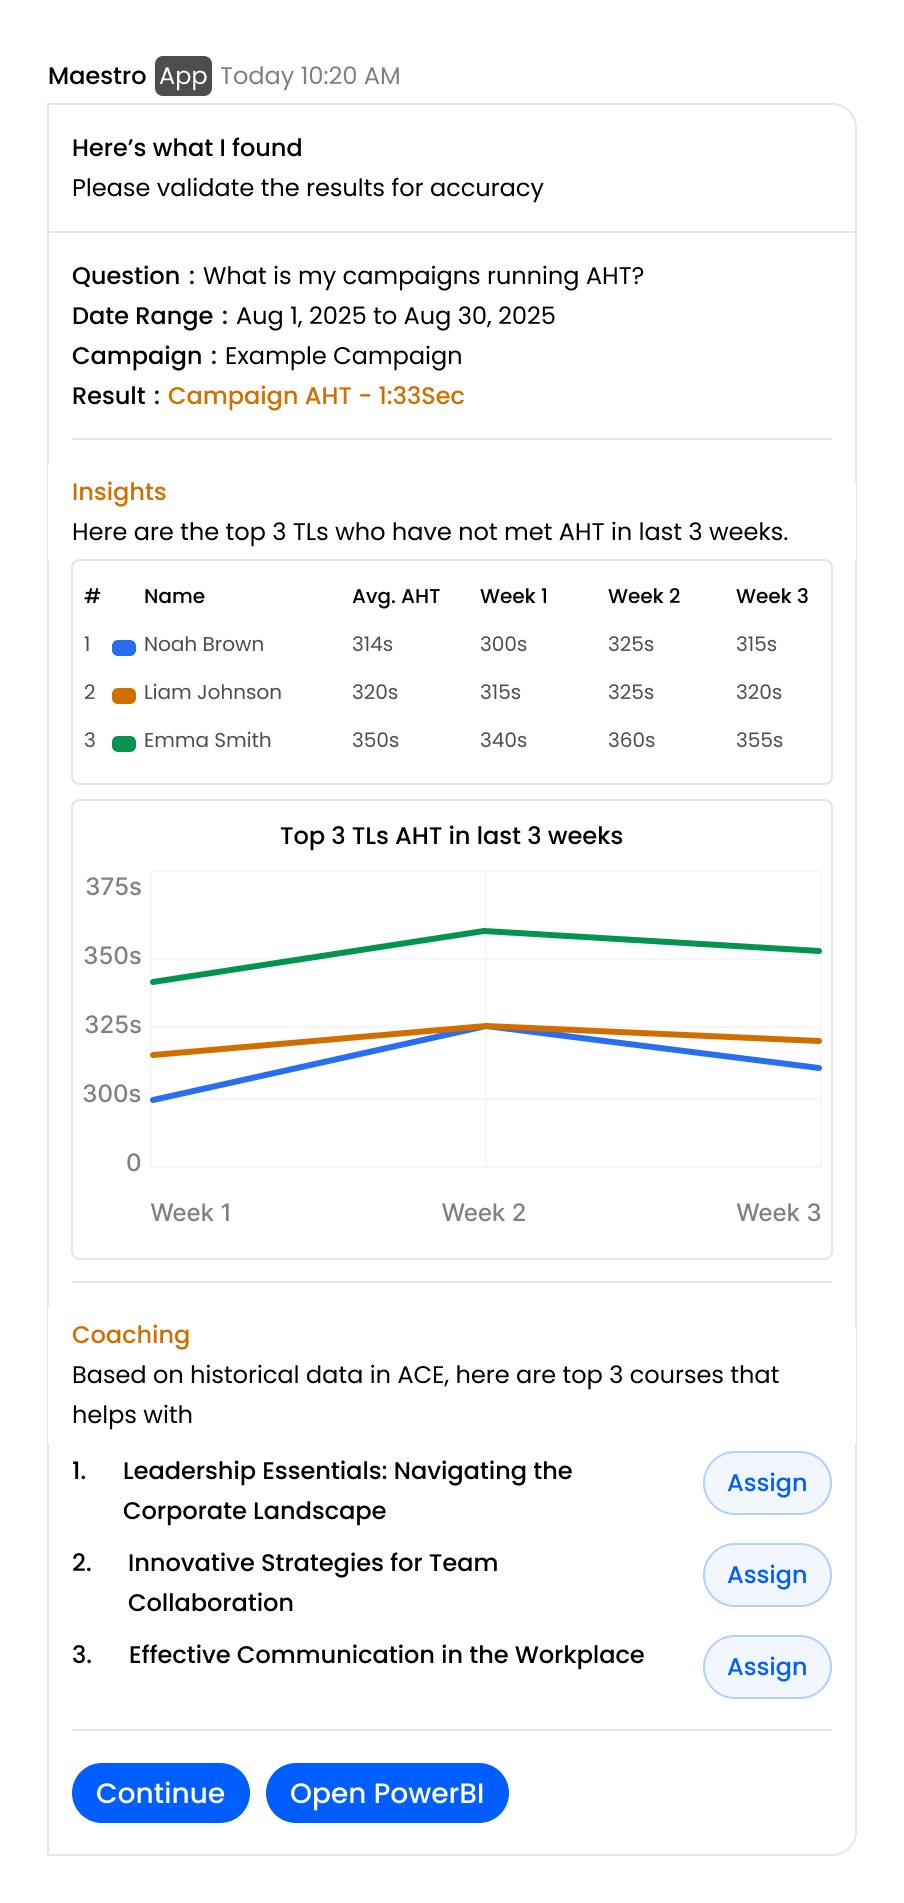 Maestro App Today 10:20 AM
Here’s what I found
Please validate the results for accuracy
Question : What is my campaigns running AHT?
Date Range : Aug 1, 2025 to Aug 30, 2025
Campaign : Example Campaign
Result : Campaign AHT - 1:33Sec
Insights
Here are the top 3 TLs who have not met AHT in last 3 weeks.
# Name Avg. AHT Week 1 Week 2 Week 3
1 Noah Brown 314s 300s 325s 315s
2 Liam Johnson 320s 315s 325s 320s
3 Emma Smith 350s 340s 360s 355s
Top 3 TLs AHT in last 3 weeks
375s
350s
325s
300s
0
Week 1 Week 2 Week 3
Coaching
Based on historical data in ACE, here are top 3 courses that
helps with
1. Leadership Essentials: Navigating the
Corporate Landscape
Assign
2. Innovative Strategies for Team
Collaboration
Assign
3. Effective Communication in the Workplace
Assign
Continue Open PowerBI